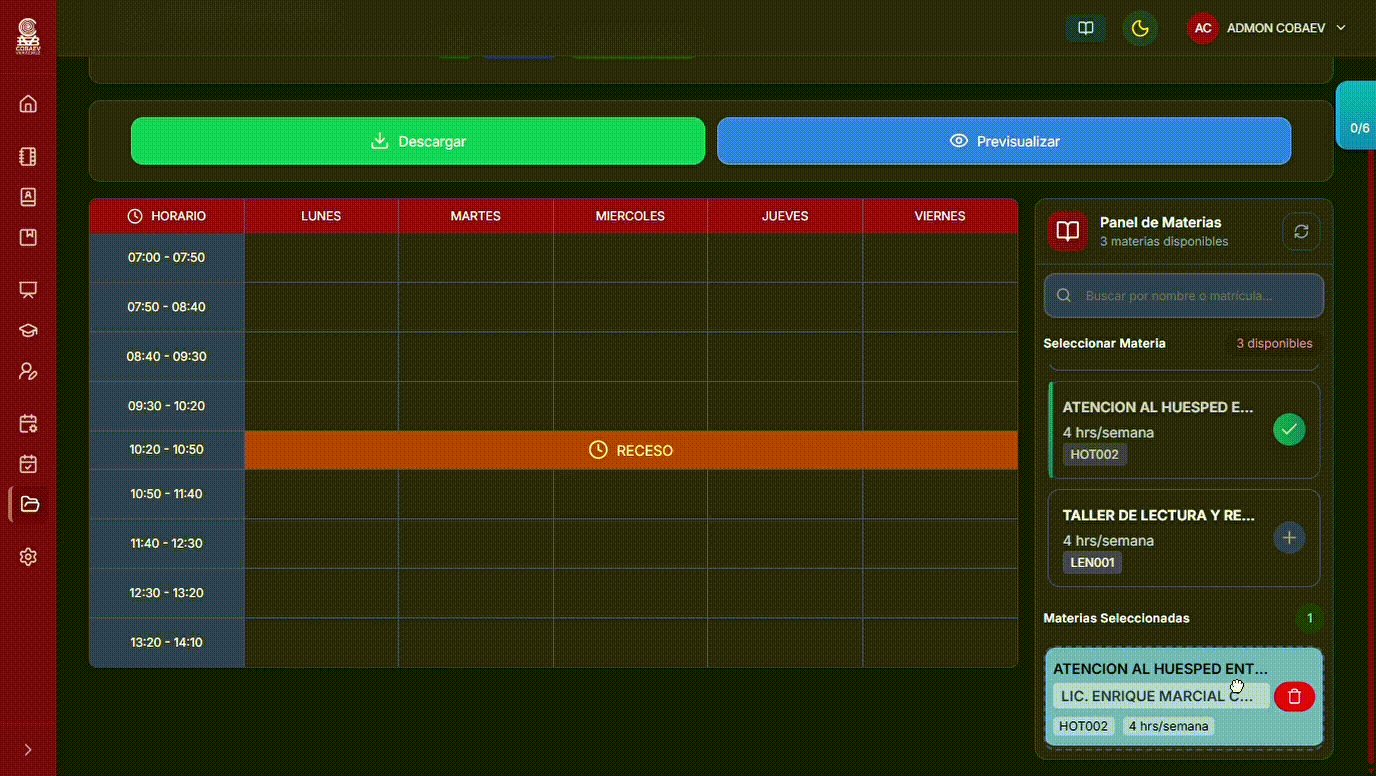 COBAEV
AC ADMON COBAEV
Descargar
Previsualizar
0/6
HORARIO LUNES MARTES MIERCOLES JUEVES VIERNES
07:00 - 07:50
07:50 - 08:40
08:40 - 09:30
09:30 - 10:20
10:20 - 10:50 RECESO
10:50 - 11:40
11:40 - 12:30
12:30 - 13:20
13:20 - 14:10
Panel de Materias
3 materias disponibles
Buscar por nombre o matrícula...
Seleccionar Materia 3 disponibles
ATENCION AL HUESPED E...
4 hrs/semana
HOT002
TALLER DE LECTURA Y RE...
4 hrs/semana
LEN001
Materias Seleccionadas 1
ATENCION AL HUESPED ENT...
LIC. ENRIQUE MARCIAL C...
HOT002 4 hrs/semana